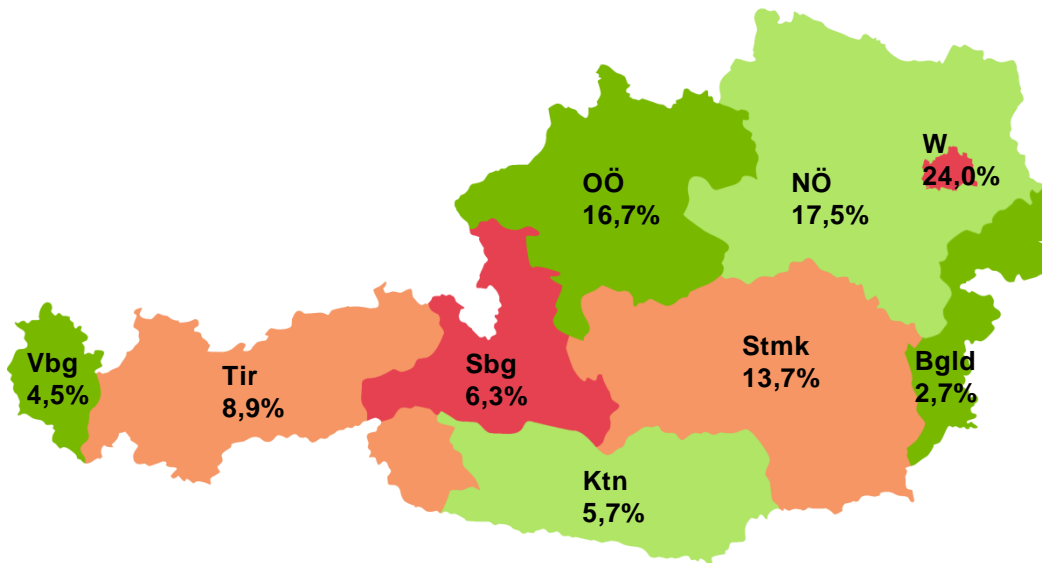 W
24,0%
OÖ
16,7%
NÖ
17,5%
Vbg
4,5%
Tir
8,9%
Sbg
6,3%
Stmk
13,7%
Bgld
2,7%
Ktn
5,7%